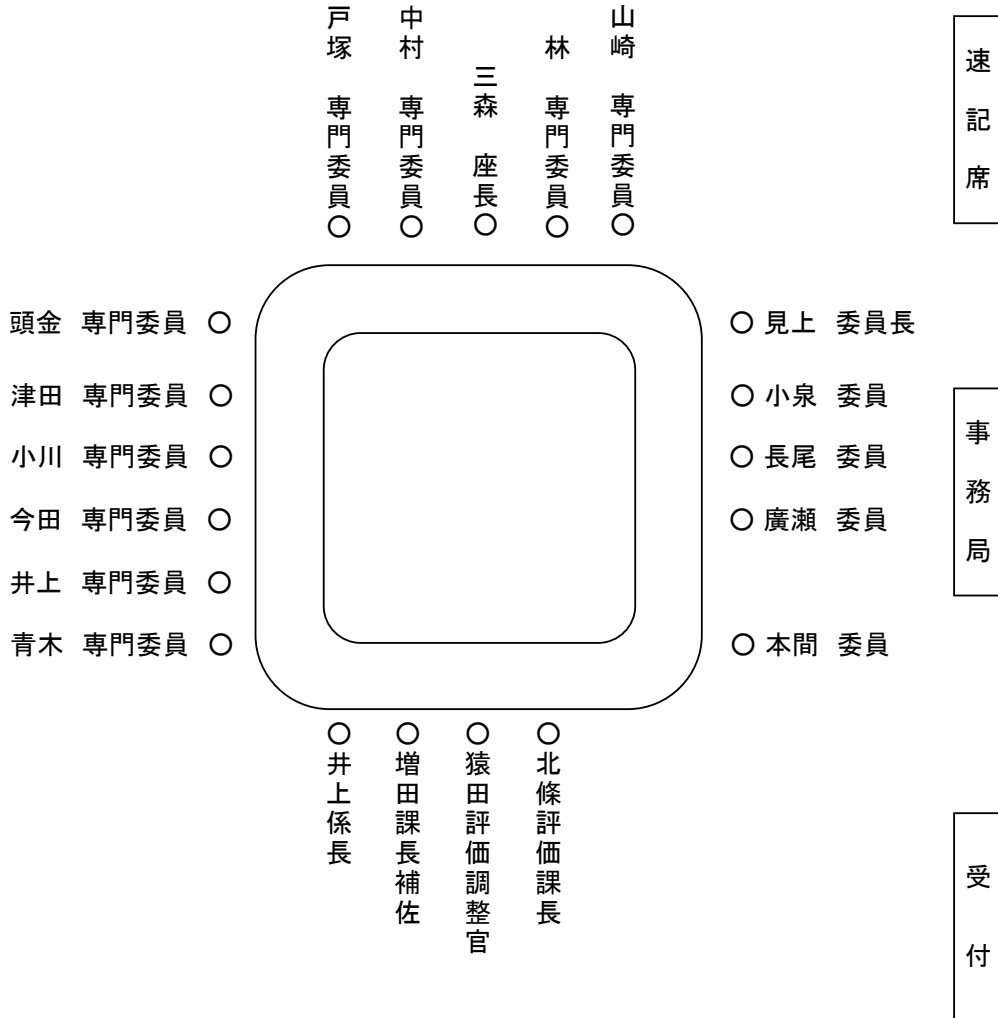 戸塚 専門委員○
中村 専門委員○
三森 座長○
林 専門委員○
山崎 専門委員○
速記席
頭金 専門委員 ○
津田 専門委員 ○
小川 専門委員 ○
今田 専門委員 ○
井上 専門委員 ○
青木 専門委員 ○
○ 見上 委員長
○ 小泉 委員
○ 長尾 委員
○ 廣瀬 委員
○ 本間 委員
事務局
○井上係長
○増田課長補佐
○猿田評価調整官
○北條評価課長
受付